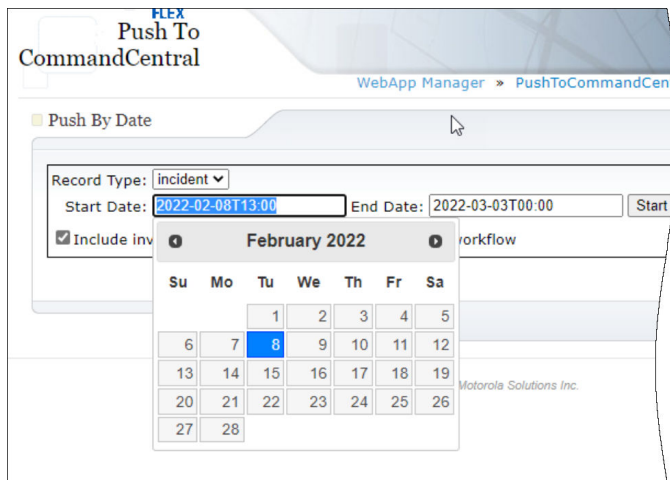 FLEX
Push To
CommandCentral
WebApp Manager » PushToCommandCen
Push By Date
Record Type: incident
Start Date: 2022-02-08T13:00 End Date: 2022-03-03T00:00 Start
Include inv
workflow
February 2022
Su Mo Tu We Th Fr Sa
1 2 3 4 5
6 7 8 9 10 11 12
13 14 15 16 17 18 19
20 21 22 23 24 25 26
27 28
Motorola Solutions Inc.